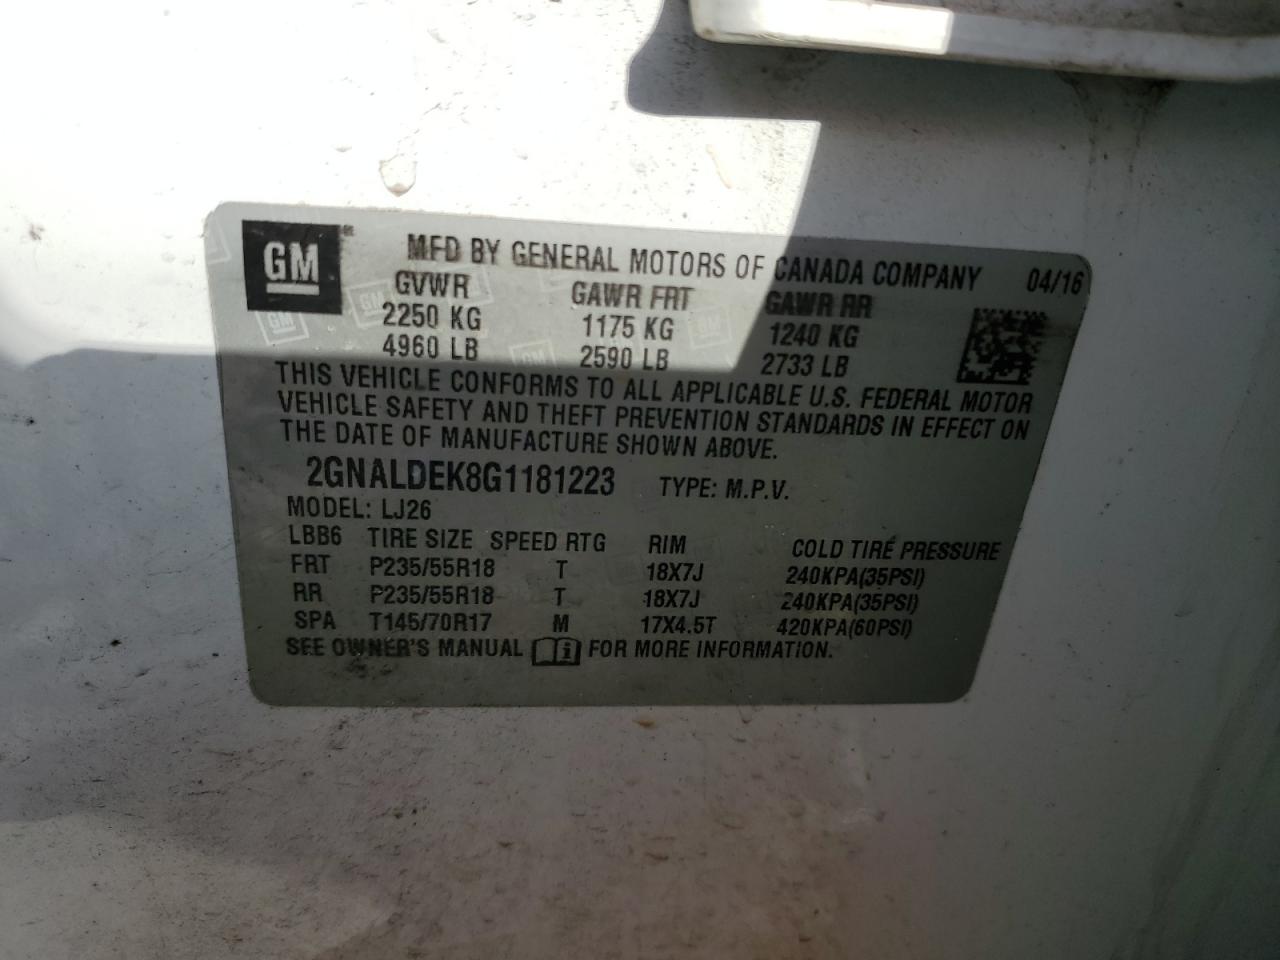 GM MFD BY GENERAL MOTORS OF CANADA COMPANY 04/16
GVWR GAWR FRT GAWR RR
2250 KG 1175 KG 1240 KG
4960 LB 2590 LB 2733 LB
THIS VEHICLE CONFORMS TO ALL APPLICABLE U.S. FEDERAL MOTOR
VEHICLE SAFETY AND THEFT PREVENTION STANDARDS IN EFFECT ON
THE DATE OF MANUFACTURE SHOWN ABOVE.
2GNALDEK8G1181223 TYPE: M.P.V.
MODEL: LJ26
LBB6 TIRE SIZE SPEED RTG RIM COLD TIRE PRESSURE
FRT P235/55R18 T 18X7J 240KPA(35PSI)
RR P235/55R18 T 18X7J 240KPA(35PSI)
SPA T145/70R17 M 17X4.5T 420KPA(60PSI)
SEE OWNER'S MANUAL i FOR MORE INFORMATION.